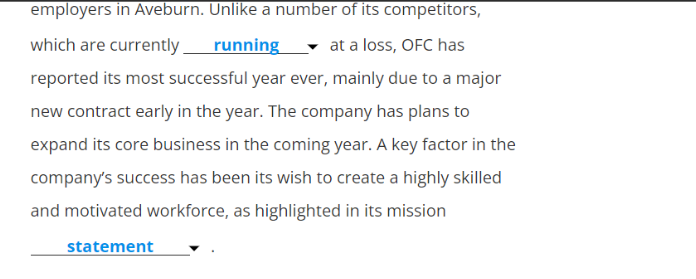 employers in Aveburn. Unlike a number of its competitors,
which are currently running at a loss, OFC has
reported its most successful year ever, mainly due to a major
new contract early in the year. The company has plans to
expand its core business in the coming year. A key factor in the
company's success has been its wish to create a highly skilled
and motivated workforce, as highlighted in its mission
statement .